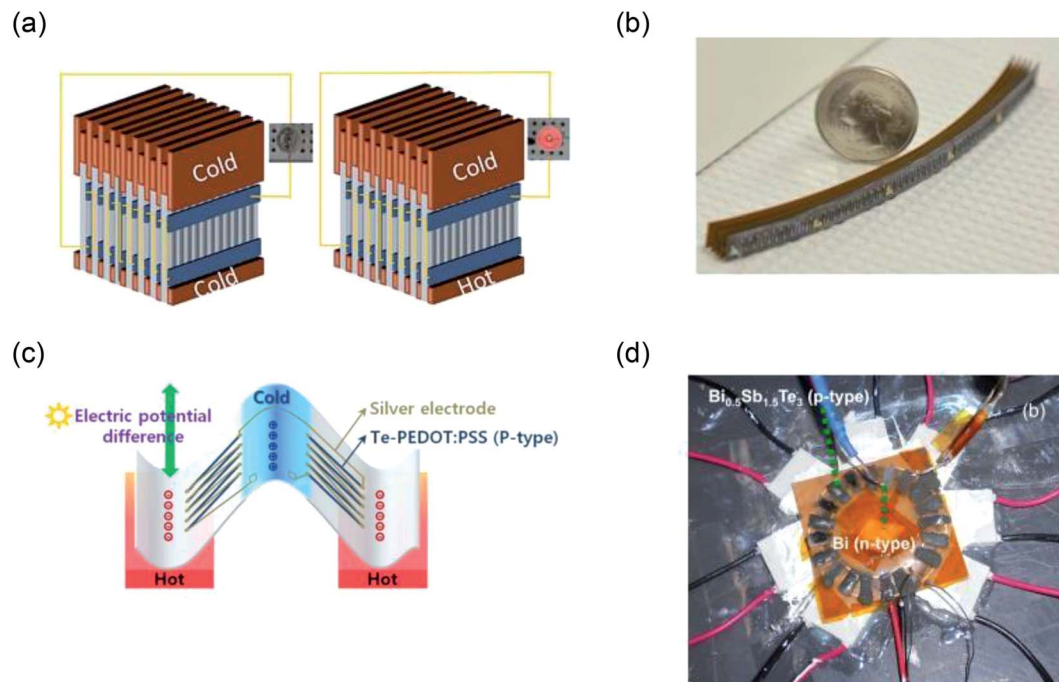 (a)
Cold
Cold
Cold
Hot
(b)
(c)
Electric potential
difference
Cold
Silver electrode
Te-PEDOT:PSS (P-type)
Hot
Hot
(d)
Bi₀.₅Sb₁.₅Te₃ (p-type)
(b)
Bi (n-type)